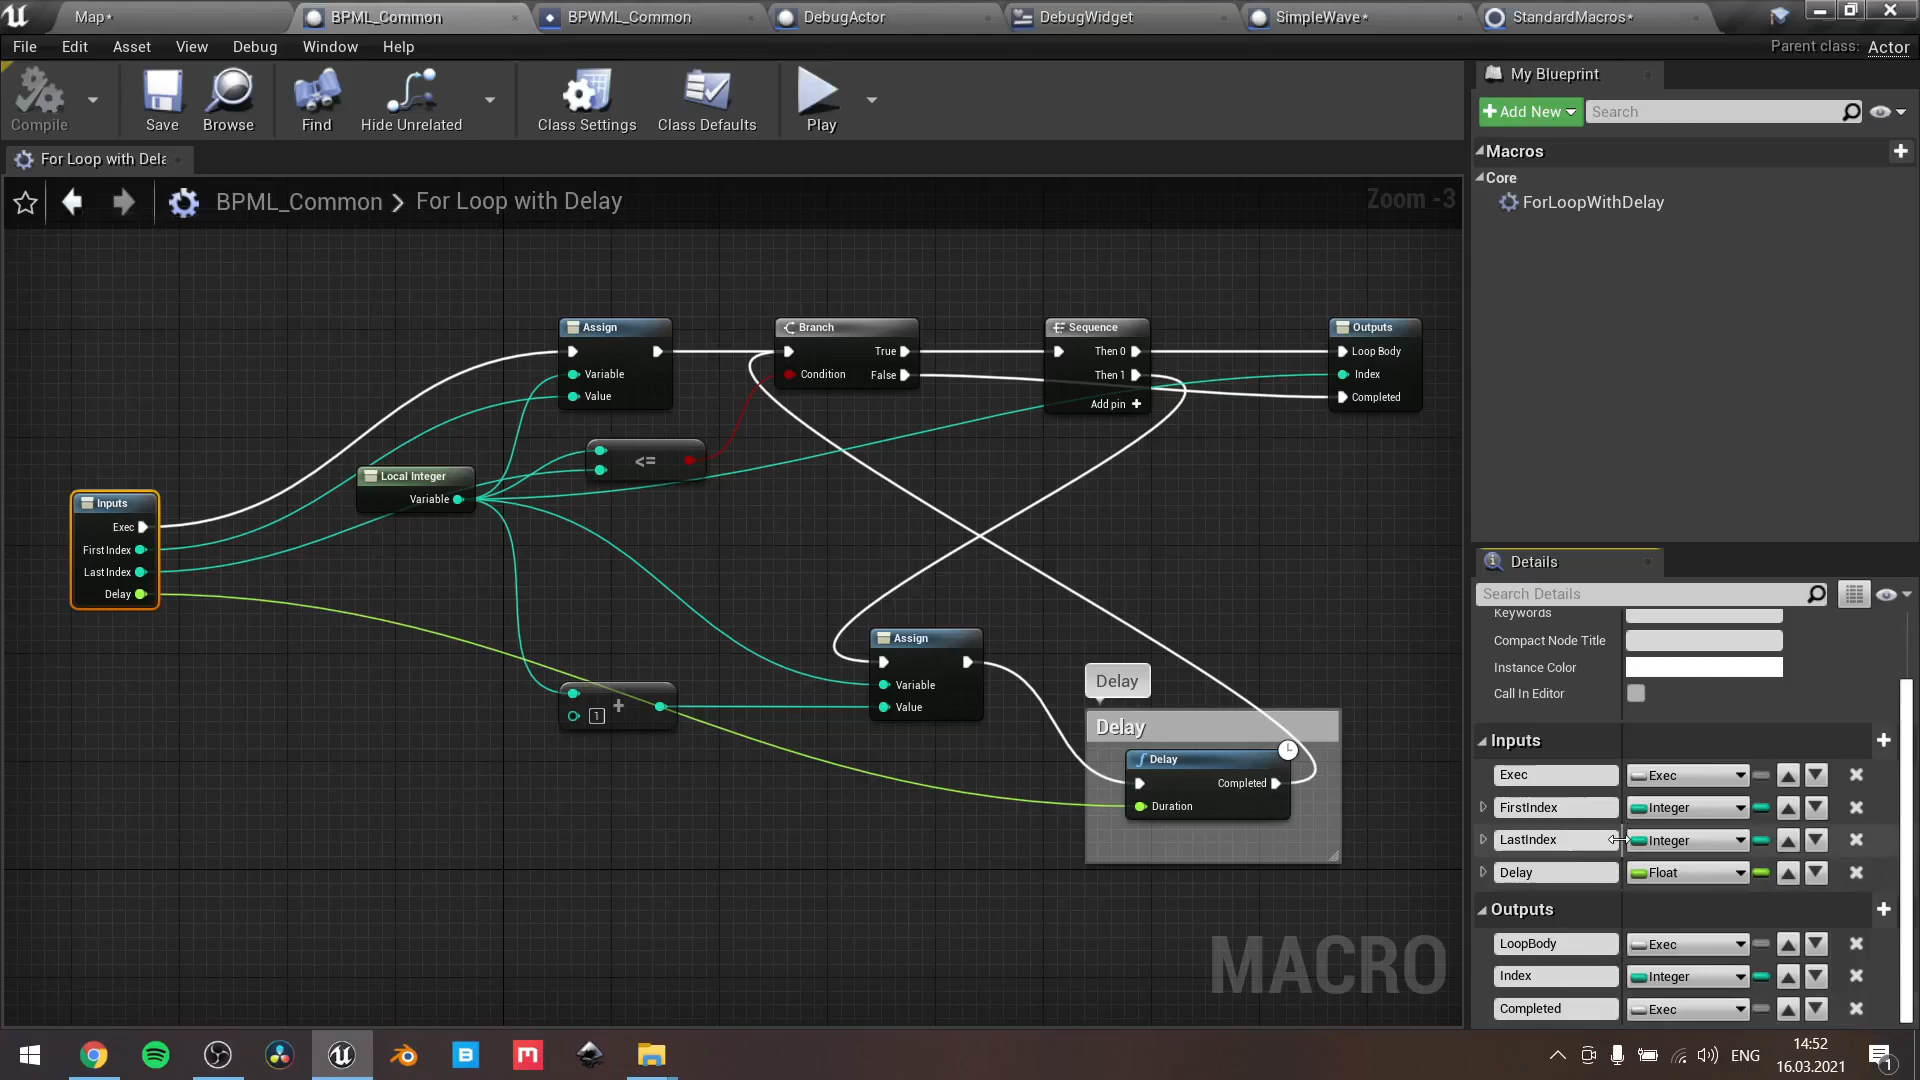 Map*
BPML_Common
BPWML_Common
DebugActor
DebugWidget
SimpleWave*
StandardMacros*
File
Edit
Asset
View
Debug
Window
Help
Parent class: Actor
Compile
Save
Browse
Find
Hide Unrelated
Class Settings
Class Defaults
Play
My Blueprint
Add New
Search
Macros
Core
ForLoopWithDelay
For Loop with Dela
BPML_Common > For Loop with Delay
Zoom -3
Assign
Variable
Value
Branch
True
Condition
False
Sequence
Then 0
Then 1
Add pin
Outputs
Loop Body
Index
Completed
<=
Local Integer
Variable
Inputs
Exec
First Index
Last Index
Delay
Assign
Variable
Value
1
+
Delay
Delay
Delay
Completed
Duration
MACRO
Details
Search Details
Keywords
Compact Node Title
Instance Color
Call In Editor
Inputs
Exec Exec
FirstIndex Integer
LastIndex Integer
Delay Float
Outputs
LoopBody Exec
Index Integer
Completed Exec
ENG
14:52
16.03.2021
1